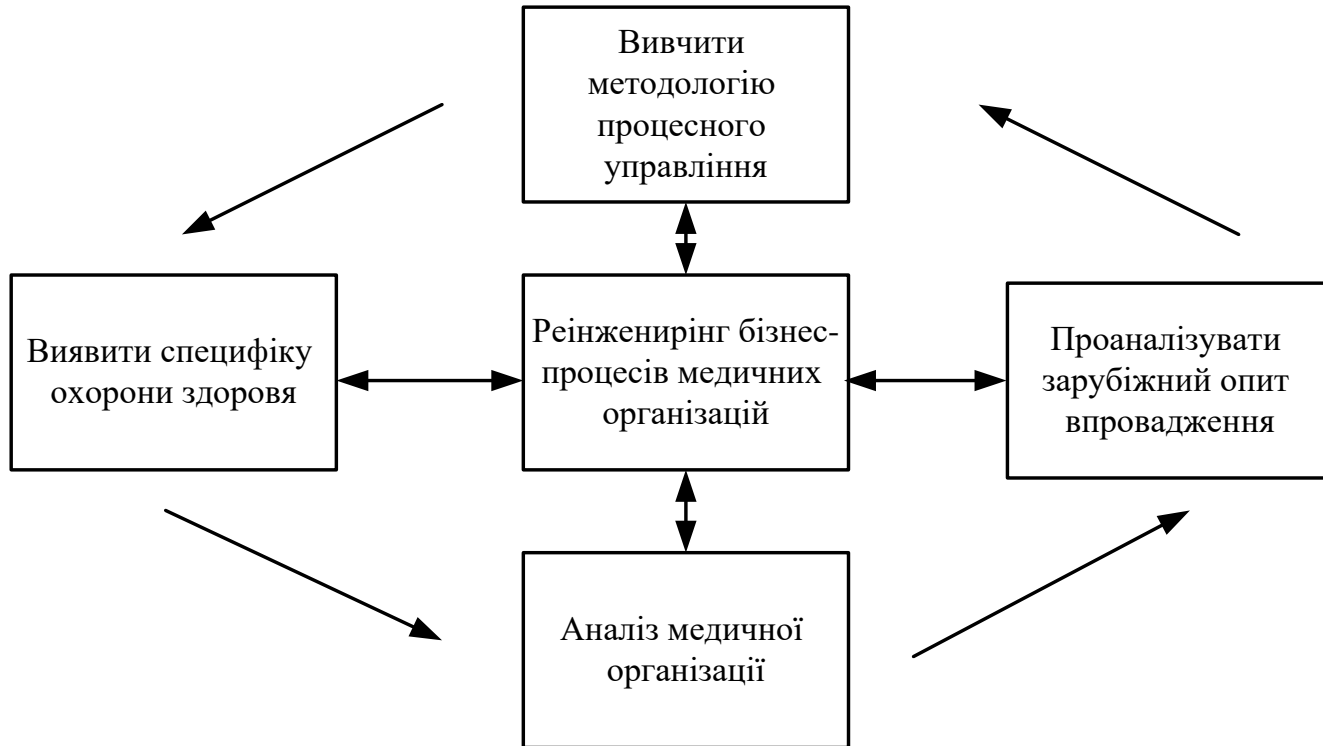 Вивчити
методологію
процесного
управління
Виявити специфіку
охорони здоровя
Реінженирінг бізнес-
процесів медичних
організацій
Проаналізувати
зарубіжний опит
впровадження
Аналіз медичної
організації